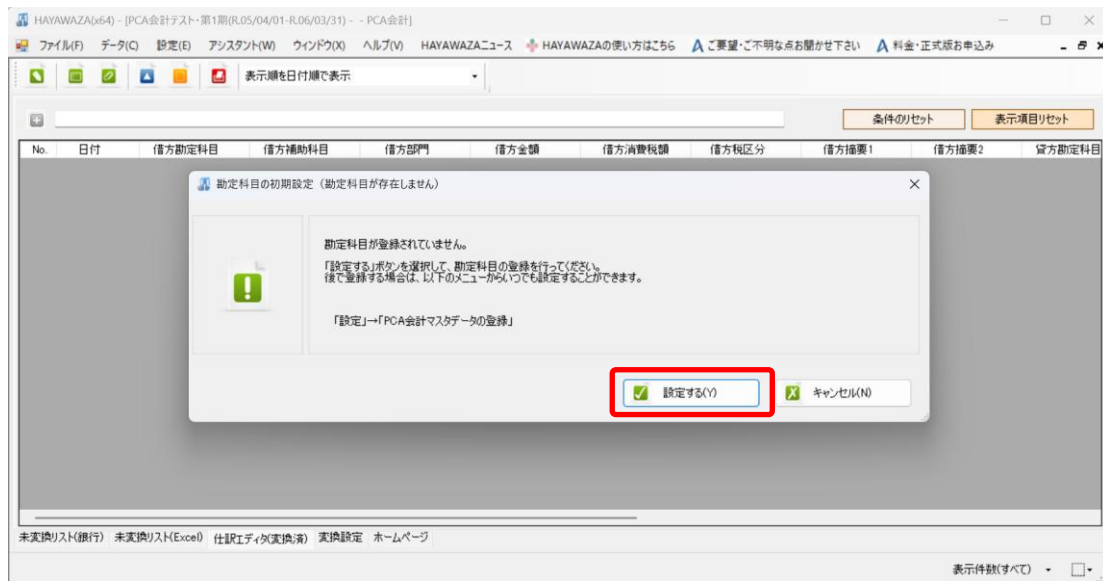 HAYAWAZA(x64) - [PCA会計テスト・第1期(R.05/04/01-R.06/03/31) - - PCA会計]
ファイル(F) データ(C) 設定(E) アシスタント(W) ウィンドウ(X) ヘルプ(V) HAYAWAZAニュース HAYAWAZAの使い方はこちら ご要望・ご不明な点お聞かせ下さい 料金・正式版お申込み
表示順を日付順で表示
条件のリセット 表示項目リセット
No. 日付 借方勘定科目 借方補助科目 借方部門 借方金額 借方消費税額 借方税区分 借方摘要1 借方摘要2 貸方勘定科目
勘定科目の初期設定（勘定科目が存在しません）
勘定科目が登録されていません。
「設定する」ボタンを選択して、勘定科目の登録を行ってください。
後で登録する場合は、以下のメニューからいつでも設定することができます。
「設定」→「PCA会計マスタデータの登録」
設定する(Y) キャンセル(N)
未変換リスト(銀行) 未変換リスト(Excel) 仕訳エディタ(変換済) 変換設定 ホームページ
表示件数(すべて)